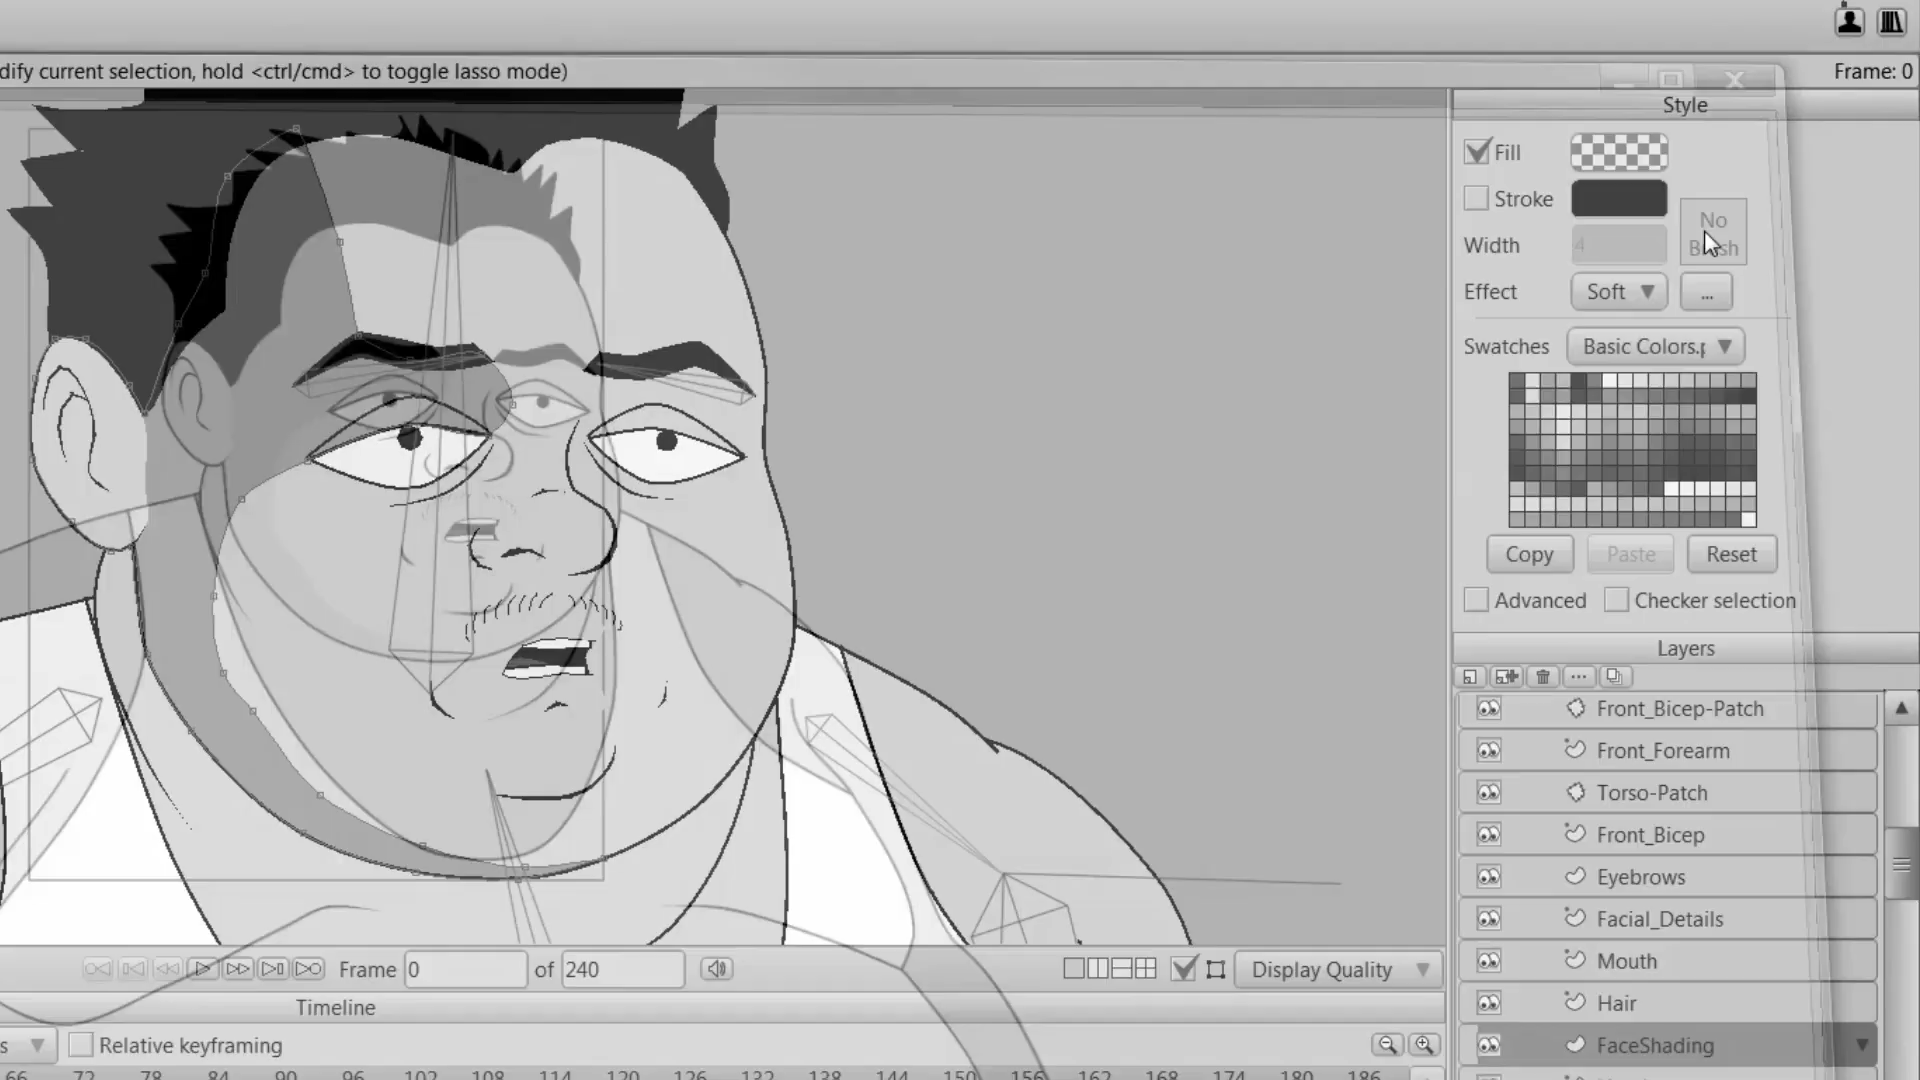 dify current selection, hold <ctrl/cmd> to toggle lasso mode)
Frame: 0
Style
Fill
Stroke
No
Brush
Width
4
Effect
Soft
...
Swatches
Basic Colors.p
Copy
Paste
Reset
Advanced
Checker selection
Layers
Front_Bicep-Patch
Front_Forearm
Torso-Patch
Front_Bicep
Eyebrows
Facial_Details
Mouth
Hair
FaceShading
Frame
0
of
240
Display Quality
Timeline
s
Relative keyframing
66 72 78 84 90 96 102 108 114 120 126 132 138 144 150 156 162 168 174 180 186